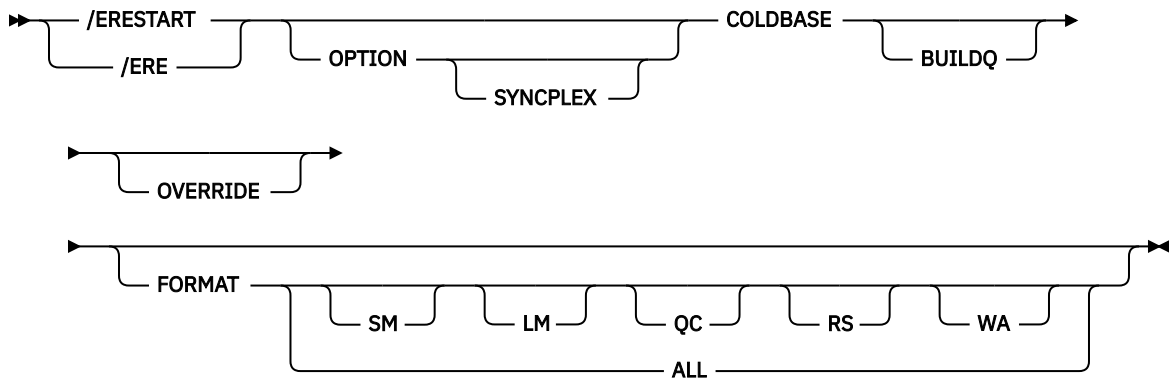 /ERESTART COLDBASE
/ERE OPTION BUILDQ
SYNCPLEX
OVERRIDE
FORMAT
SM LM QC RS WA
ALL